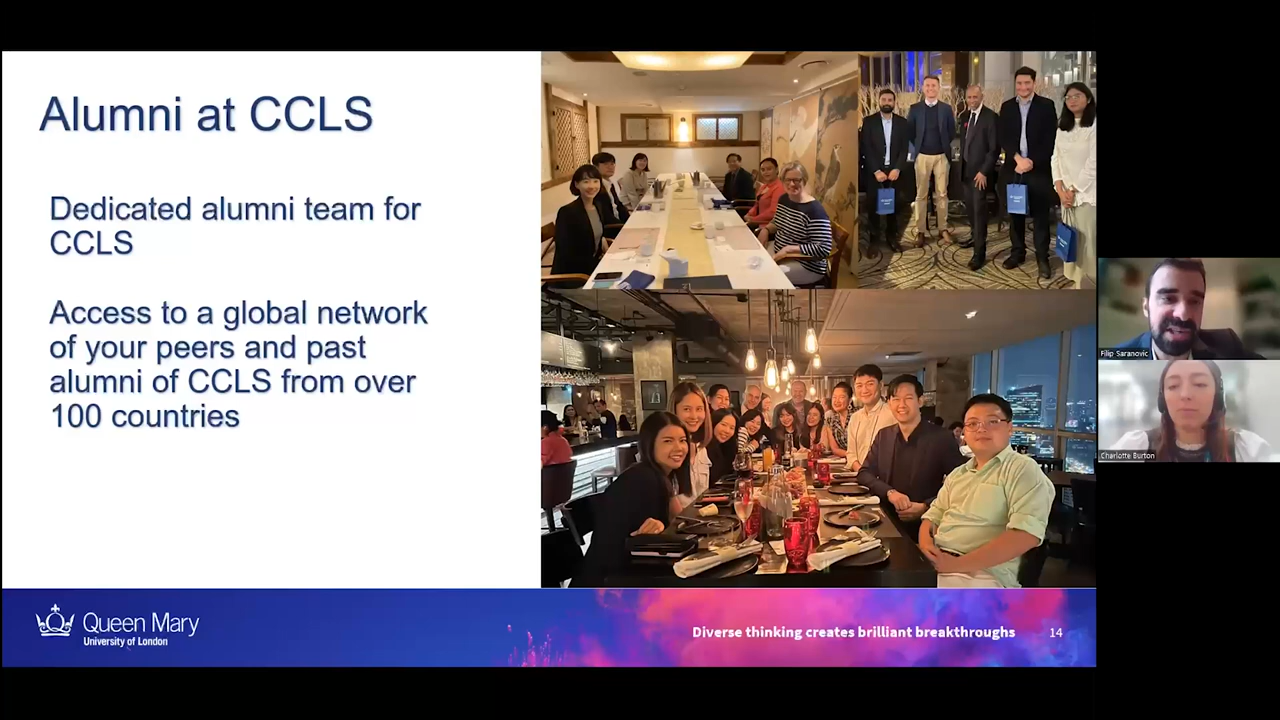 Alumni at CCLS
Dedicated alumni team for
CCLS
Access to a global network
of your peers and past
alumni of CCLS from over
100 countries
Filip Saranovic
Charlotte Burton
Queen Mary
University of London
Diverse thinking creates brilliant breakthroughs
14